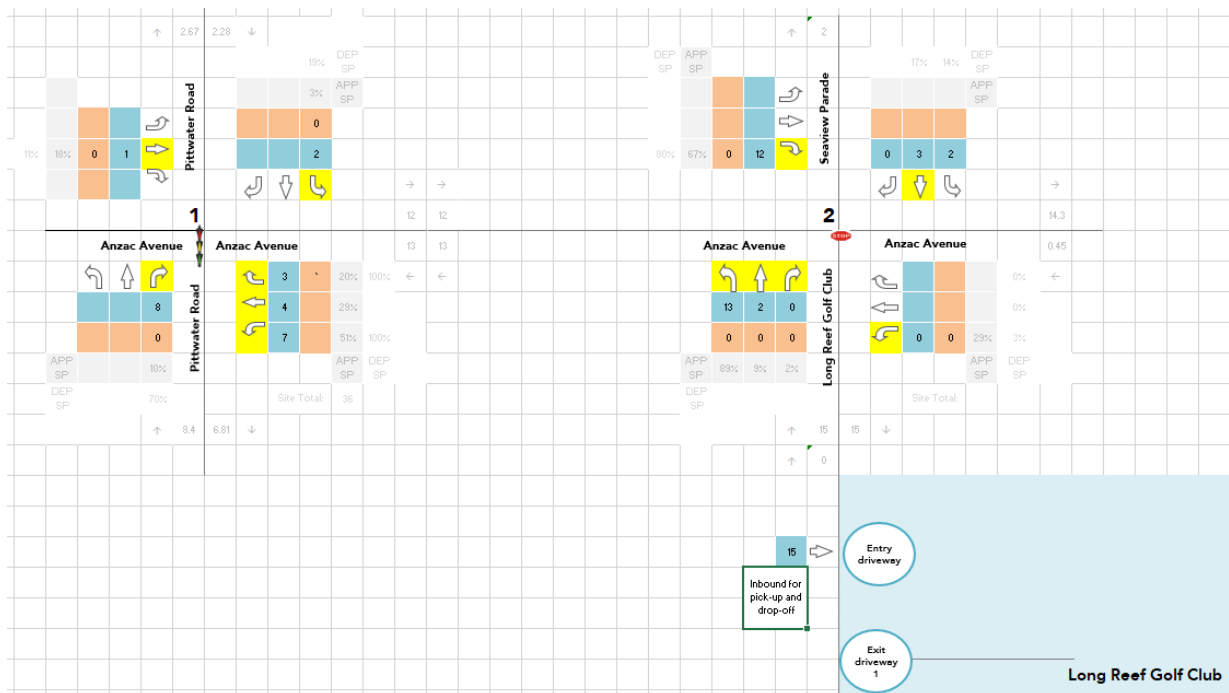 ↑ 2.67 2.28 ↓ ↑ 2
19% DEP SP DEP SP APP SP 17% 14% DEP SP
3% APP SP APP SP
Pittwater Road 0 Seaview Parade
11% 18% 0 1 2 80% 67% 0 12 0 3 2
→ → →
1 12 12 2 14.3
Anzac Avenue Anzac Avenue 13 13 Anzac Avenue STOP Anzac Avenue 0.45
3 ` 20% 100% ← ← 0% ←
8 4 29% 13 2 0 0%
0 Pittwater Road 7 51% 100% 0 0 0 Long Reef Golf Club 0 0 29% 3%
APP SP 10% APP SP DEP SP APP SP 89% 9% 2% APP SP DEP SP
DEP SP 70% Site Total: 36 DEP SP Site Total:
↑ 8.4 6.81 ↓ ↑ 15 15 ↓
↑ 0
15
Entry
driveway
Inbound for
pick-up and
drop-off
Exit
driveway
1
Long Reef Golf Club